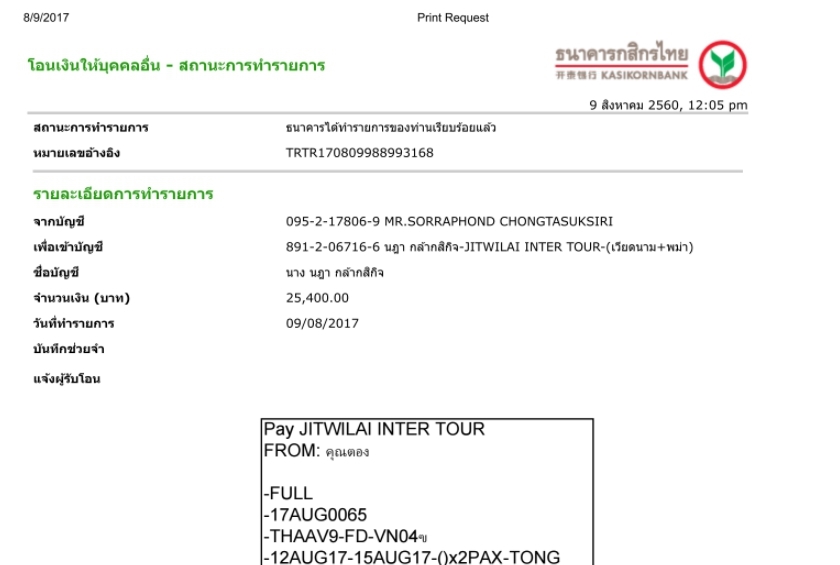 8/9/2017 Print Request
ธนาคารกสิกรไทย
开泰银行 KASIKORNBANK
โอนเงินให้บุคคลอื่น - สถานะการทำรายการ
9 สิงหาคม 2560, 12:05 pm
สถานะการทำรายการ ธนาคารได้ทำรายการของท่านเรียบร้อยแล้ว
หมายเลขอ้างอิง TRTR170809988993168
รายละเอียดการทำรายการ
จากบัญชี 095-2-17806-9 MR.SORRAPHOND CHONGTASUKSIRI
เพื่อเข้าบัญชี 891-2-06716-6 นฎา กล้ากสิกิจ-JITWILAI INTER TOUR-(เวียดนาม+พม่า)
ชื่อบัญชี นาง นฎา กล้ากสิกิจ
จำนวนเงิน (บาท) 25,400.00
วันที่ทำรายการ 09/08/2017
บันทึกช่วยจำ
แจ้งผู้รับโอน
Pay JITWILAI INTER TOUR
FROM: คุณตอง
-FULL
-17AUG0065
-THAAV9-FD-VN04ข
-12AUG17-15AUG17-()x2PAX-TONG